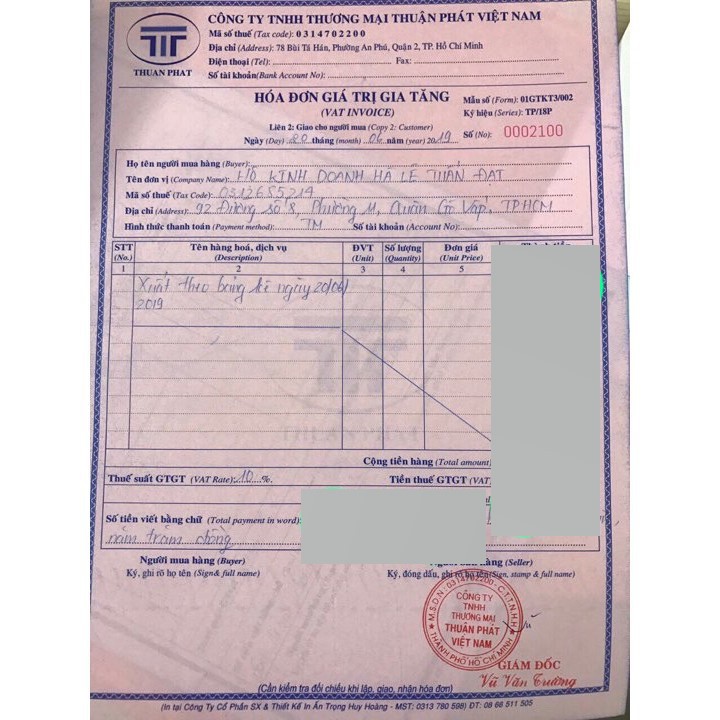 CÔNG TY TNHH THƯƠNG MẠI THUẬN PHÁT VIỆT NAM
Mã số thuế (Tax code): 0314702200
Địa chỉ (Address): 78 Bùi Tá Hán, Phường An Phú, Quận 2, TP. Hồ Chí Minh
Điện thoại (Tel): Fax:
THUAN PHAT
Số tài khoản (Bank Account No):
HÓA ĐƠN GIÁ TRỊ GIA TĂNG
Mẫu số (Form): 01GTKT3/002
(VAT INVOICE)
Ký hiệu (Series): TP/18P
Liên 2: Giao cho người mua (Copy 2: Customer)
Số (No): 0002100
Ngày (Day) 20 tháng (month) 06 năm (year) 2019
Họ tên người mua hàng (Buyer):
Tên đơn vị (Company Name): HỘ KINH DOANH HÀ LÊ TUẤN ĐẠT
Mã số thuế (Tax Code): 0312655214
Địa chỉ (Address): 92 Đường số 8, Phường 11, Quận Gò Vấp, TPHCM
Hình thức thanh toán (Payment method): TM Số tài khoản (Account No):
STT Tên hàng hoá, dịch vụ ĐVT Số lượng Đơn giá
(No.) (Description) (Unit) (Quantity) (Unit Price)
1 2 3 4 5
Xuất theo bảng kê ngày 20/06/
2019
THUAN PHAT
Cộng tiền hàng (Total amount)
Thuế suất GTGT (VAT Rate): 10 %. Tiền thuế GTGT (VAT
Số tiền viết bằng chữ (Total payment in word):
năm trăm đồng
Người mua hàng (Buyer) hàng (Seller)
Ký, ghi rõ họ tên (Sign & full name) Ký, đóng dấu, ghi rõ họ tên (Sign, stamp & full name)
M.S.D.N: 0314702200 - C.T.T.N.H.H
CÔNG TY
TNHH
THƯƠNG MẠI
THUẬN PHÁT
VIỆT NAM
THÀNH PHỐ HỒ CHÍ MINH
GIÁM ĐỐC
Vũ Văn Trường
(Cần kiểm tra đối chiếu khi lập, giao, nhận hóa đơn)
(In tại Công Ty Cổ Phần SX & Thiết Kế In Ấn Trọng Huy Hoàng - MST: 0313 780 598) ĐT: 08 66 511 505